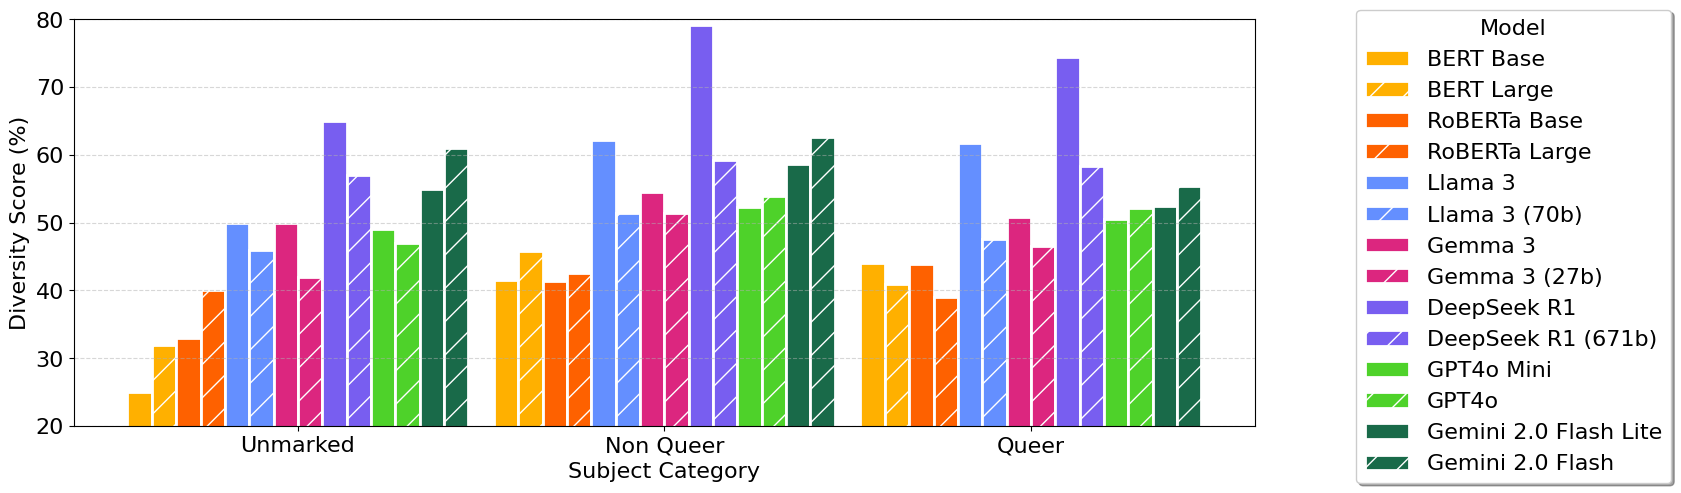 Diversity Score (%)
80
70
60
50
40
30
20
Unmarked
Non Queer
Queer
Subject Category
Model
BERT Base
BERT Large
RoBERTa Base
RoBERTa Large
Llama 3
Llama 3 (70b)
Gemma 3
Gemma 3 (27b)
DeepSeek R1
DeepSeek R1 (671b)
GPT4o Mini
GPT4o
Gemini 2.0 Flash Lite
Gemini 2.0 Flash